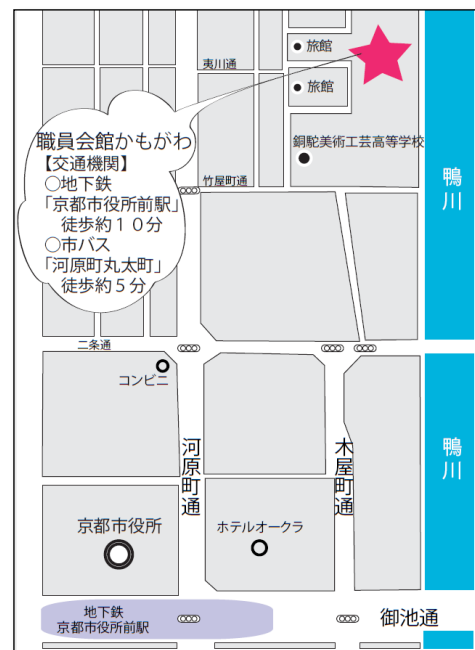 旅館
夷川通
旅館
職員会館かもがわ
【交通機関】
○地下鉄
「京都市役所前駅」
徒歩約１０分
○市バス
「河原町丸太町」
徒歩約５分
銅駝美術工芸高等学校
竹屋町通
鴨川
二条通
コンビニ
河原町通
木屋町通
鴨川
京都市役所
ホテルオークラ
地下鉄
京都市役所前駅
御池通